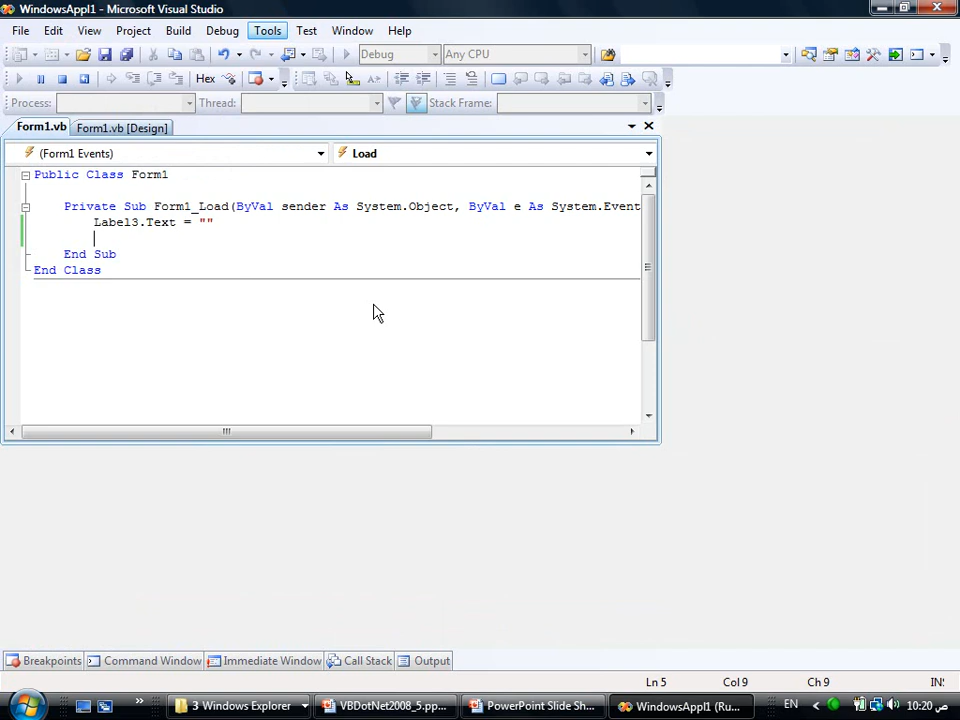 WindowsAppl1 - Microsoft Visual Studio
File Edit View Project Build Debug Tools Test Window Help
Debug Any CPU
Hex
Process: Thread: Stack Frame:
Form1.vb Form1.vb [Design]
(Form1 Events) Load
Public Class Form1
Private Sub Form1_Load(ByVal sender As System.Object, ByVal e As System.Event
Label3.Text = ""
End Sub
End Class
Breakpoints Command Window Immediate Window Call Stack Output
Ln 5 Col 9 Ch 9 INS
3 Windows Explorer VBDotNet2008_5.pp... PowerPoint Slide Sh... WindowsAppl1 (Ru... EN 10:20 ص